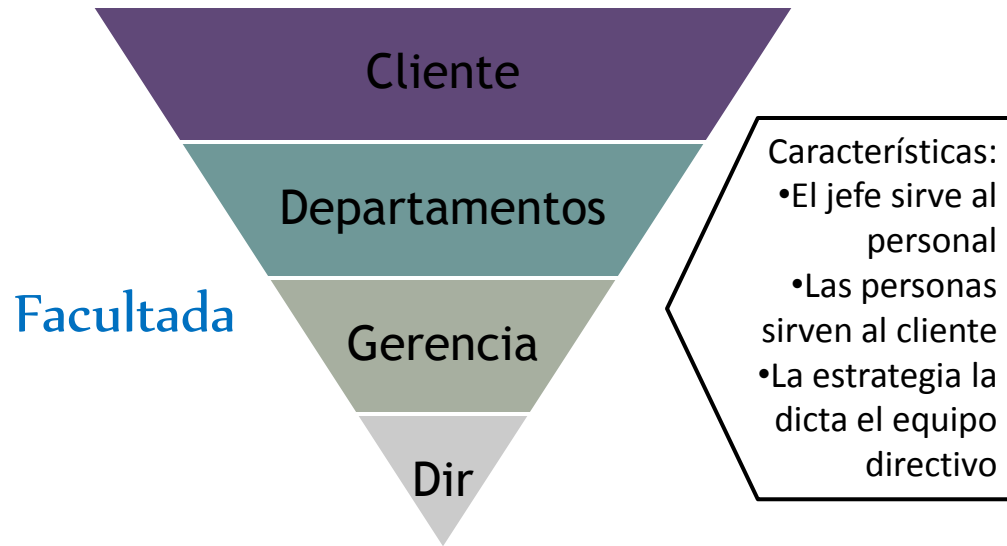 Cliente
Departamentos
Facultada
Gerencia
Dir
Características:
•El jefe sirve al
personal
•Las personas
sirven al cliente
•La estrategia la
dicta el equipo
directivo